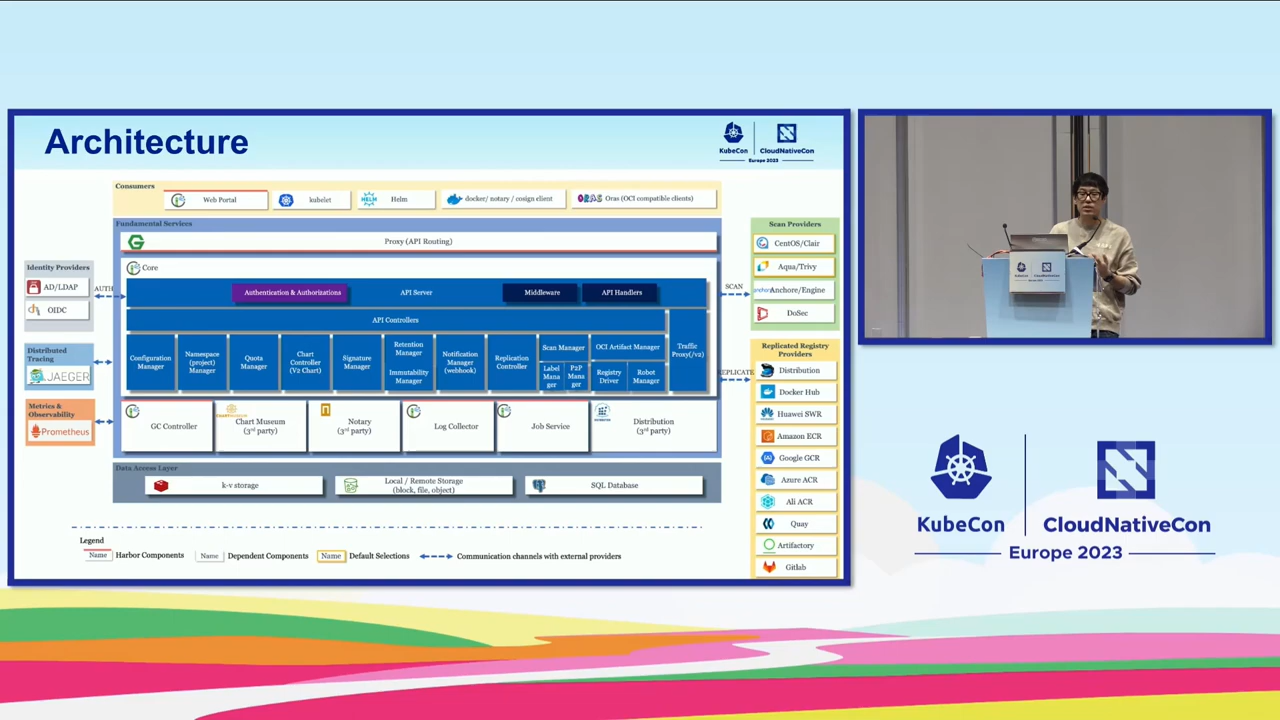 Architecture
KubeCon
CloudNativeCon
Europe 2023
Consumers
Web Portal
kubelet
HELM
Helm
docker/ notary / cosign client
ORAS
Oras (OCI compatible clients)
Fundamental Services
Proxy (API Routing)
Core
Authentication & Authorizations
API Server
Middleware
API Handlers
API Controllers
Configuration
Manager
Namespace
(project)
Manager
Quota
Manager
Chart
Controller
(V2 Chart)
Signature
Manager
Retention
Manager
Immutability
Manager
Notification
Manager
(webhook)
Replication
Controller
Scan Manager
Label
Mana
ger
P2P
Mana
ger
OCI Artifact Manager
Registry
Driver
Robot
Manager
Traffic
Proxy(/v2)
GC Controller
Chart Museum
(3rd party)
Notary
(3rd party)
Log Collector
Job Service
Distribution
(3rd party)
Data Access Layer
k-v storage
Local / Remote Storage
(block, file, object)
SQL Database
Identity Providers
AD/LDAP
OIDC
AUTH
Distributed
Tracing
JAEGER
Metrics &
Observability
Prometheus
SCAN
REPLICATE
Scan Providers
CentOS/Clair
Aqua/Trivy
Anchore/Engine
DoSec
Replicated Registry
Providers
Distribution
Docker Hub
Huawei SWR
Amazon ECR
Google GCR
Azure ACR
Ali ACR
Quay
Artifactory
Gitlab
Legend
Name
Harbor Components
Name
Dependent Components
Name
Default Selections
Communication channels with external providers
KubeCon
CloudNativeCon
Europe 2023